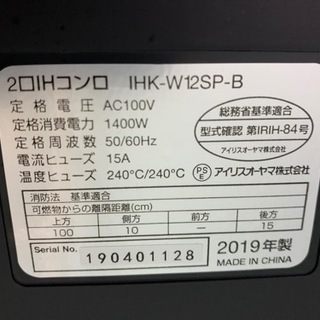 2口IHコンロ IHK-W12SP-B
定格電圧 AC100V
定格消費電力 1400W
定格周波数 50/60Hz
電流ヒューズ 15A
温度ヒューズ 240°C/240°C
総務省基準適合
型式確認 第IRIH-84号
アイリスオーヤマ株式会社
PS
E
アイリスオーヤマ株式会社
消防法 基準適合
可燃物からの離隔距離(cm)
上方 側方 前方 後方
100 10 - 15
Serial No. 190401128
2019年製
MADE IN CHINA